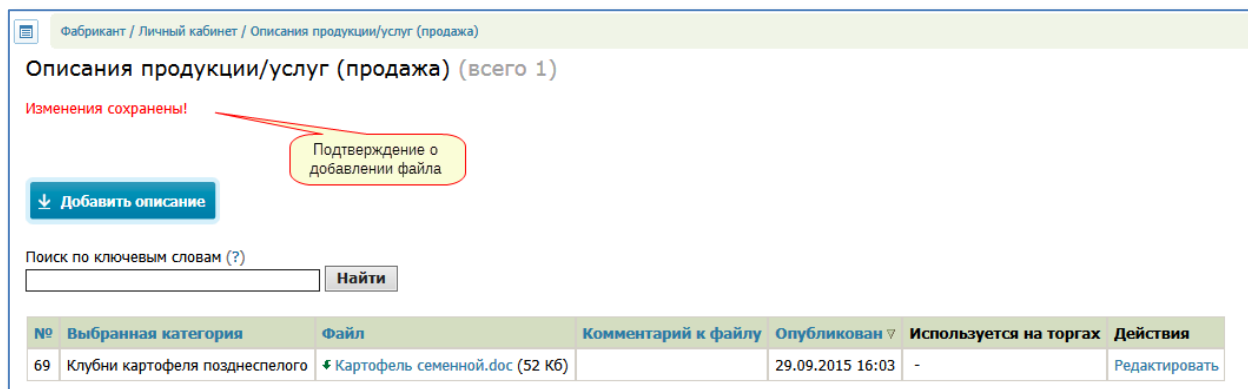 Фабрикант / Личный кабинет / Описания продукции/услуг (продажа)
Описания продукции/услуг (продажа) (всего 1)
Изменения сохранены!
Подтверждение о
добавлении файла
Добавить описание
Поиск по ключевым словам (?)
Найти
№ Выбранная категория Файл Комментарий к файлу Опубликован Используется на торгах Действия
69 Клубни картофеля позднеспелого Картофель семенной.doc (52 Кб) 29.09.2015 16:03 - Редактировать